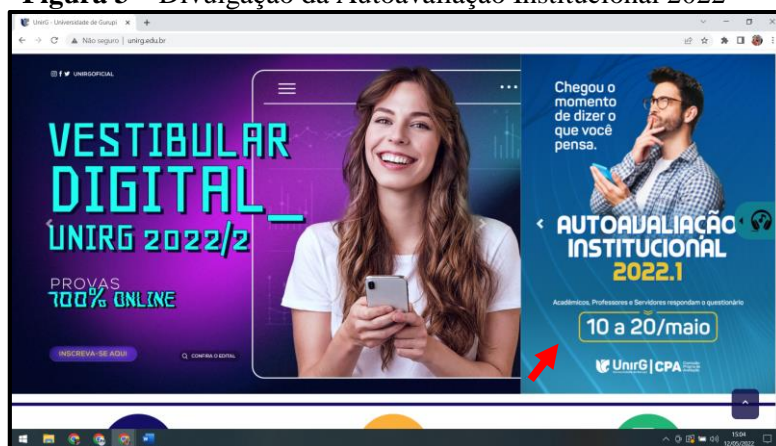 Figura 3 – Divulgação da Autoavaliação Institucional 2022
UnirG - Universidade de Gurupi
Não seguro | unirg.edu.br
UNIRGOFICIAL
VESTIBULAR
DIGITAL_
UNIRG 2022/2
PROVAS
100% ONLINE
INSCREVA-SE AQUI
CONFIRA O EDITAL
Chegou o
momento
de dizer o
que você
pensa.
AUTOAVALIAÇÃO
INSTITUCIONAL
2022.1
Acadêmicos, Professores e Servidores respondam o questionário
10 a 20/maio
UnirG | CPA
15:04
12/05/2022